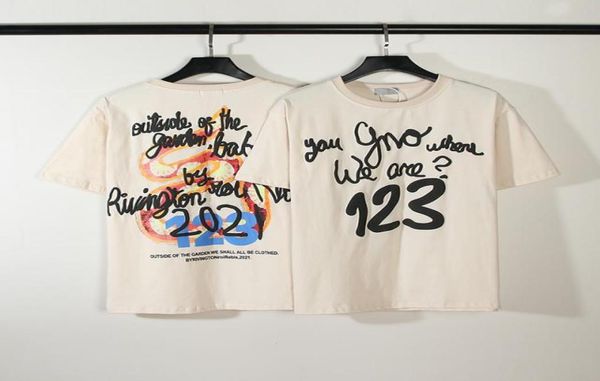 outside of the
garden.
by
Rivington
2021
123
OUTSIDE OF THE GARDEN WE SHALL ALL BE CLOTHED.
BYRIVINGTONroiRebis_2021.
you gno where
We are?
123